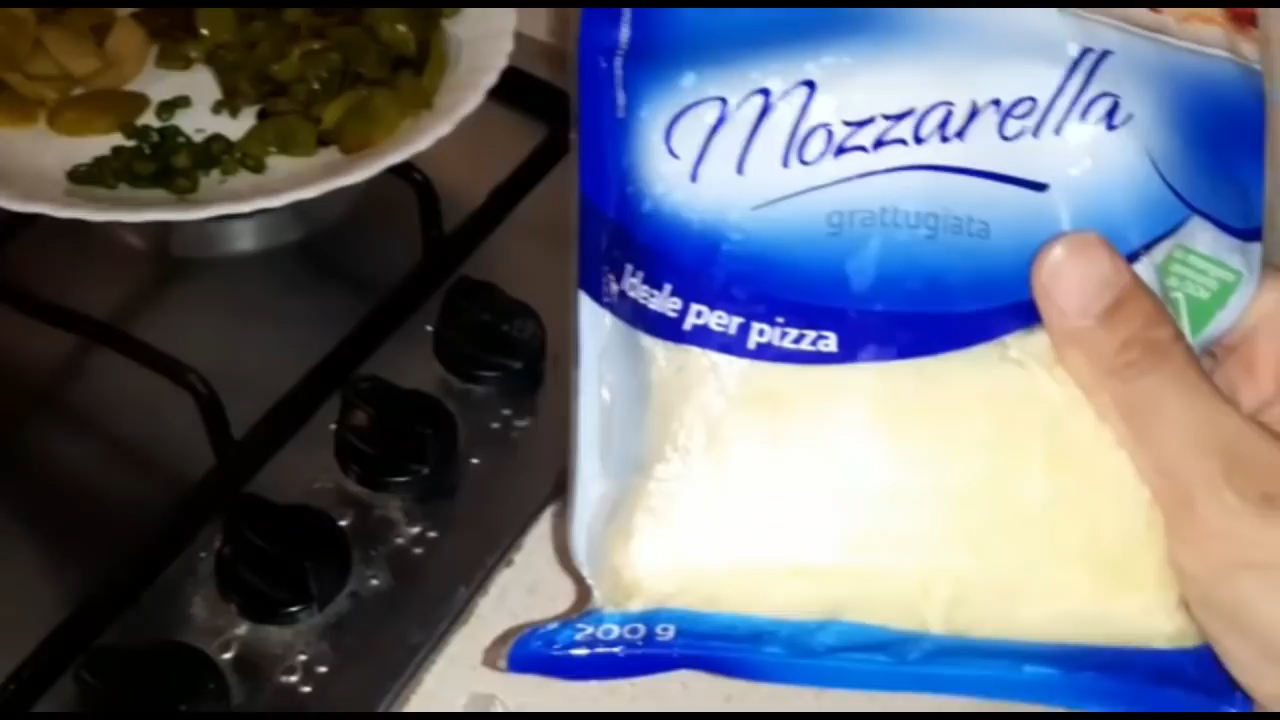 Mozzarella
grattugiata
Ideale per pizza
200 g